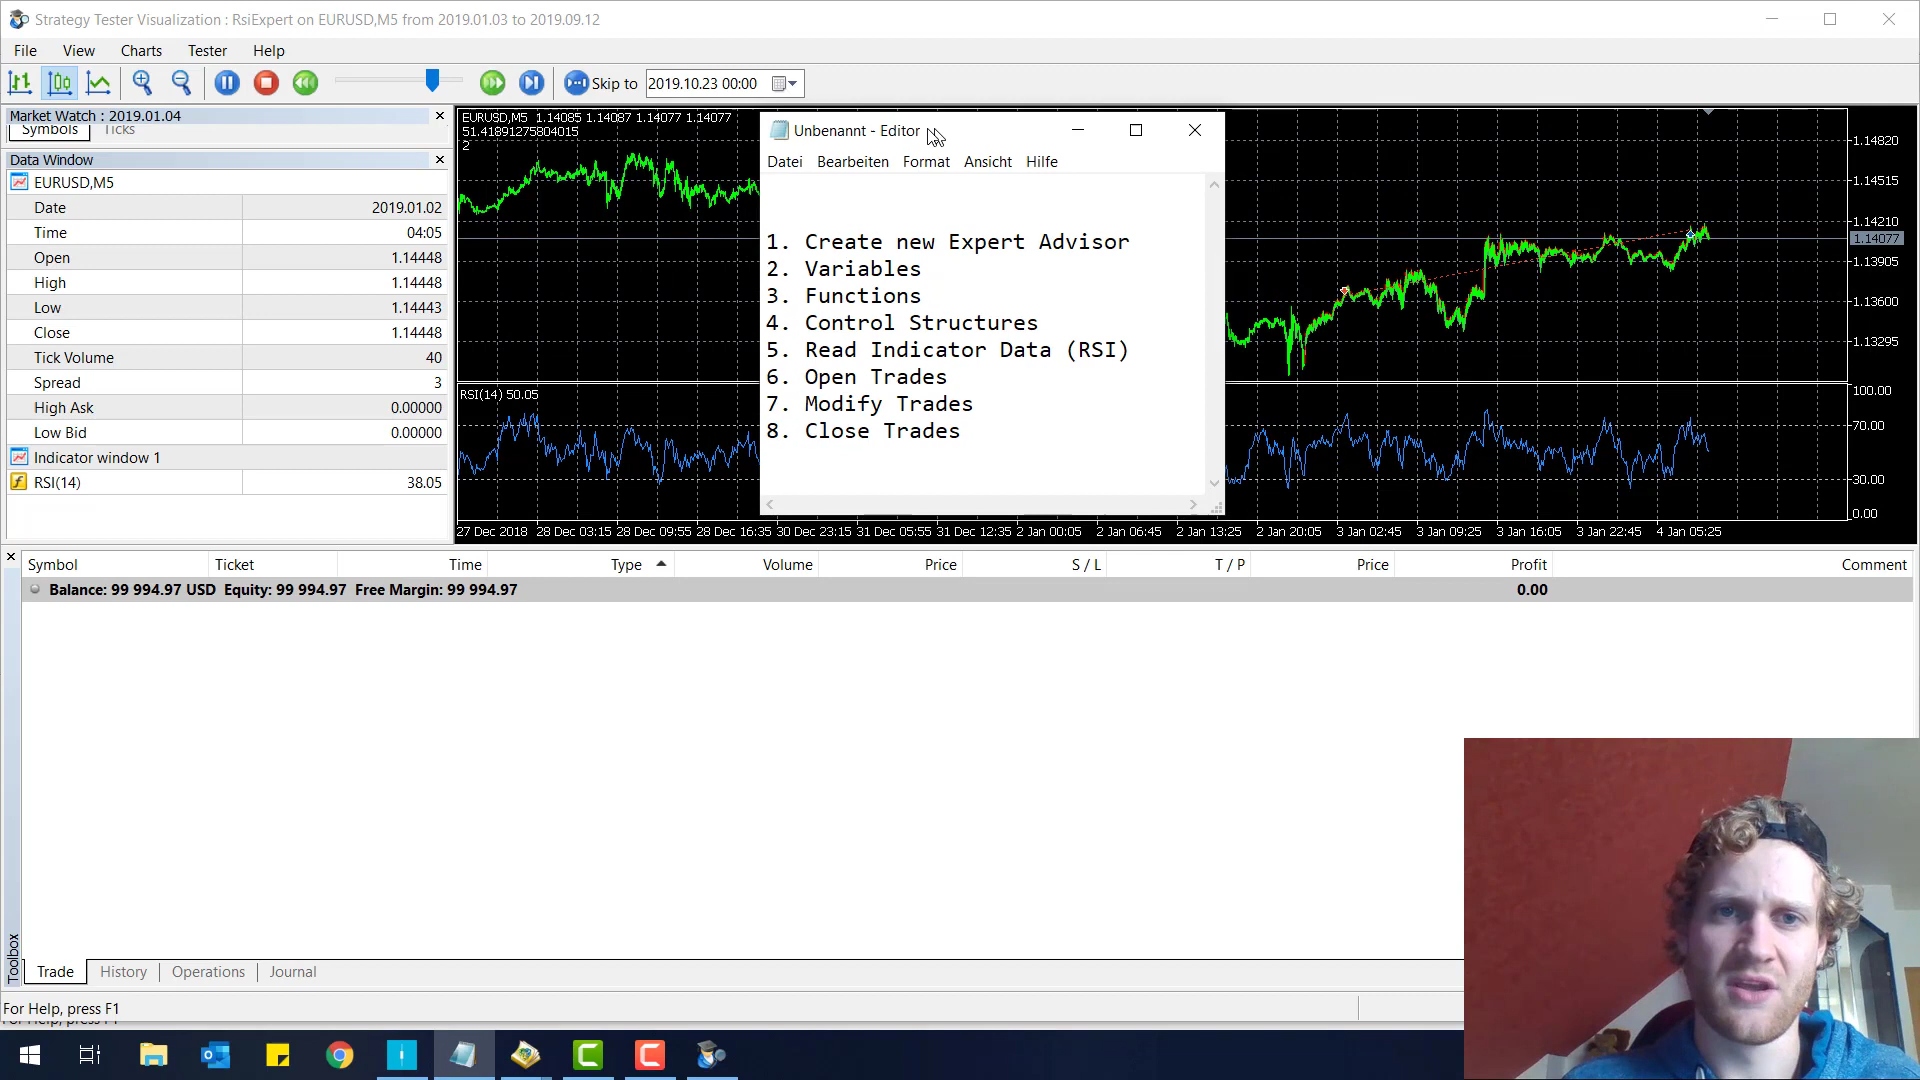 Strategy Tester Visualization : RsiExpert on EURUSD,M5 from 2019.01.03 to 2019.09.12
File View Charts Tester Help
Skip to 2019.10.23 00:00
Market Watch : 2019.01.04
Symbols Ticks
Data Window
EURUSD,M5
Date 2019.01.02
Time 04:05
Open 1.14448
High 1.14448
Low 1.14443
Close 1.14448
Tick Volume 40
Spread 3
High Ask 0.00000
Low Bid 0.00000
Indicator window 1
RSI(14) 38.05
EURUSD,M5 1.14085 1.14087 1.14077 1.14077
51.41891275804015
2
Unbenannt - Editor
Datei Bearbeiten Format Ansicht Hilfe
1. Create new Expert Advisor
2. Variables
3. Functions
4. Control Structures
5. Read Indicator Data (RSI)
6. Open Trades
7. Modify Trades
8. Close Trades
1.14820
1.14515
1.14210
1.14077
1.13905
1.13600
1.13295
RSI(14) 50.05
100.00
70.00
30.00
0.00
27 Dec 2018 28 Dec 03:15 28 Dec 09:55 28 Dec 16:35 30 Dec 23:15 31 Dec 05:55 31 Dec 12:35 2 Jan 00:05 2 Jan 06:45 2 Jan 13:25 2 Jan 20:05 3 Jan 02:45 3 Jan 09:25 3 Jan 16:05 3 Jan 22:45 4 Jan 05:25
Symbol Ticket Time Type Volume Price S / L T / P Price Profit Comment
Balance: 99 994.97 USD Equity: 99 994.97 Free Margin: 99 994.97 0.00
Toolbox
Trade History Operations Journal
For Help, press F1
For Help, press F1